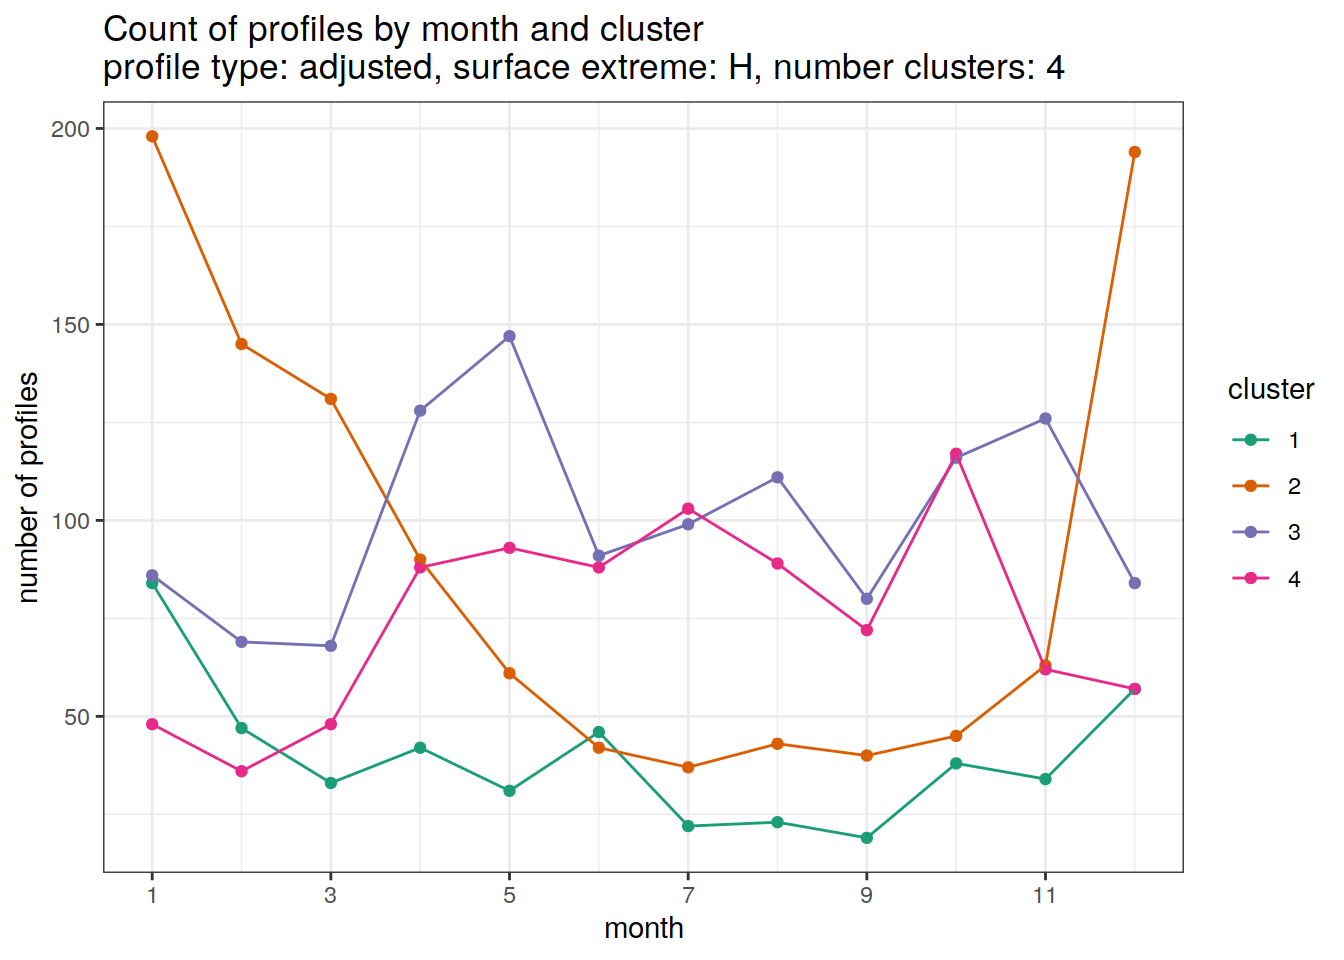 Count of profiles by month and cluster
profile type: adjusted, surface extreme: H, number clusters: 4
number of profiles
200
150
100
50
1
3
5
7
9
11
month
cluster
1
2
3
4